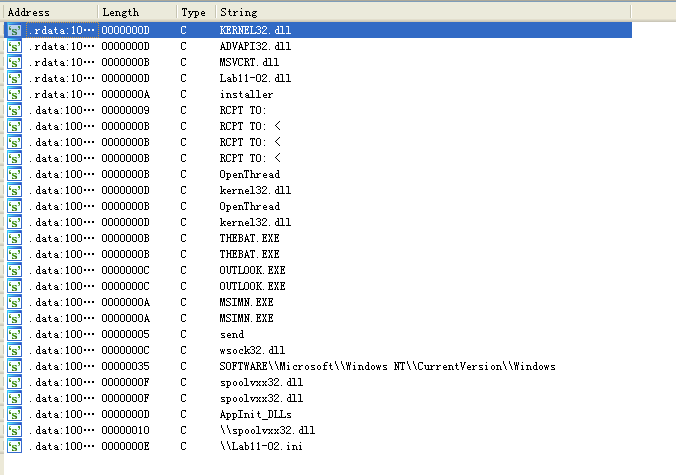 Address Length Type String
.rdata:10… 0000000D C KERNEL32.dll
.rdata:10… 0000000D C ADVAPI32.dll
.rdata:10… 0000000B C MSVCRT.dll
.rdata:10… 0000000D C Lab11-02.dll
.rdata:10… 0000000A C installer
.data:100… 00000009 C RCPT TO:
.data:100… 0000000B C RCPT TO: <
.data:100… 0000000B C RCPT TO: <
.data:100… 0000000B C RCPT TO: <
.data:100… 0000000B C OpenThread
.data:100… 0000000D C kernel32.dll
.data:100… 0000000B C OpenThread
.data:100… 0000000D C kernel32.dll
.data:100… 0000000B C THEBAT.EXE
.data:100… 0000000B C THEBAT.EXE
.data:100… 0000000C C OUTLOOK.EXE
.data:100… 0000000C C OUTLOOK.EXE
.data:100… 0000000A C MSIMN.EXE
.data:100… 0000000A C MSIMN.EXE
.data:100… 00000005 C send
.data:100… 0000000C C wsock32.dll
.data:100… 00000035 C SOFTWARE\\Microsoft\\Windows NT\\CurrentVersion\\Windows
.data:100… 0000000F C spoolvxx32.dll
.data:100… 0000000F C spoolvxx32.dll
.data:100… 0000000D C AppInit_DLLs
.data:100… 00000010 C \\spoolvxx32.dll
.data:100… 0000000E C \\Lab11-02.ini